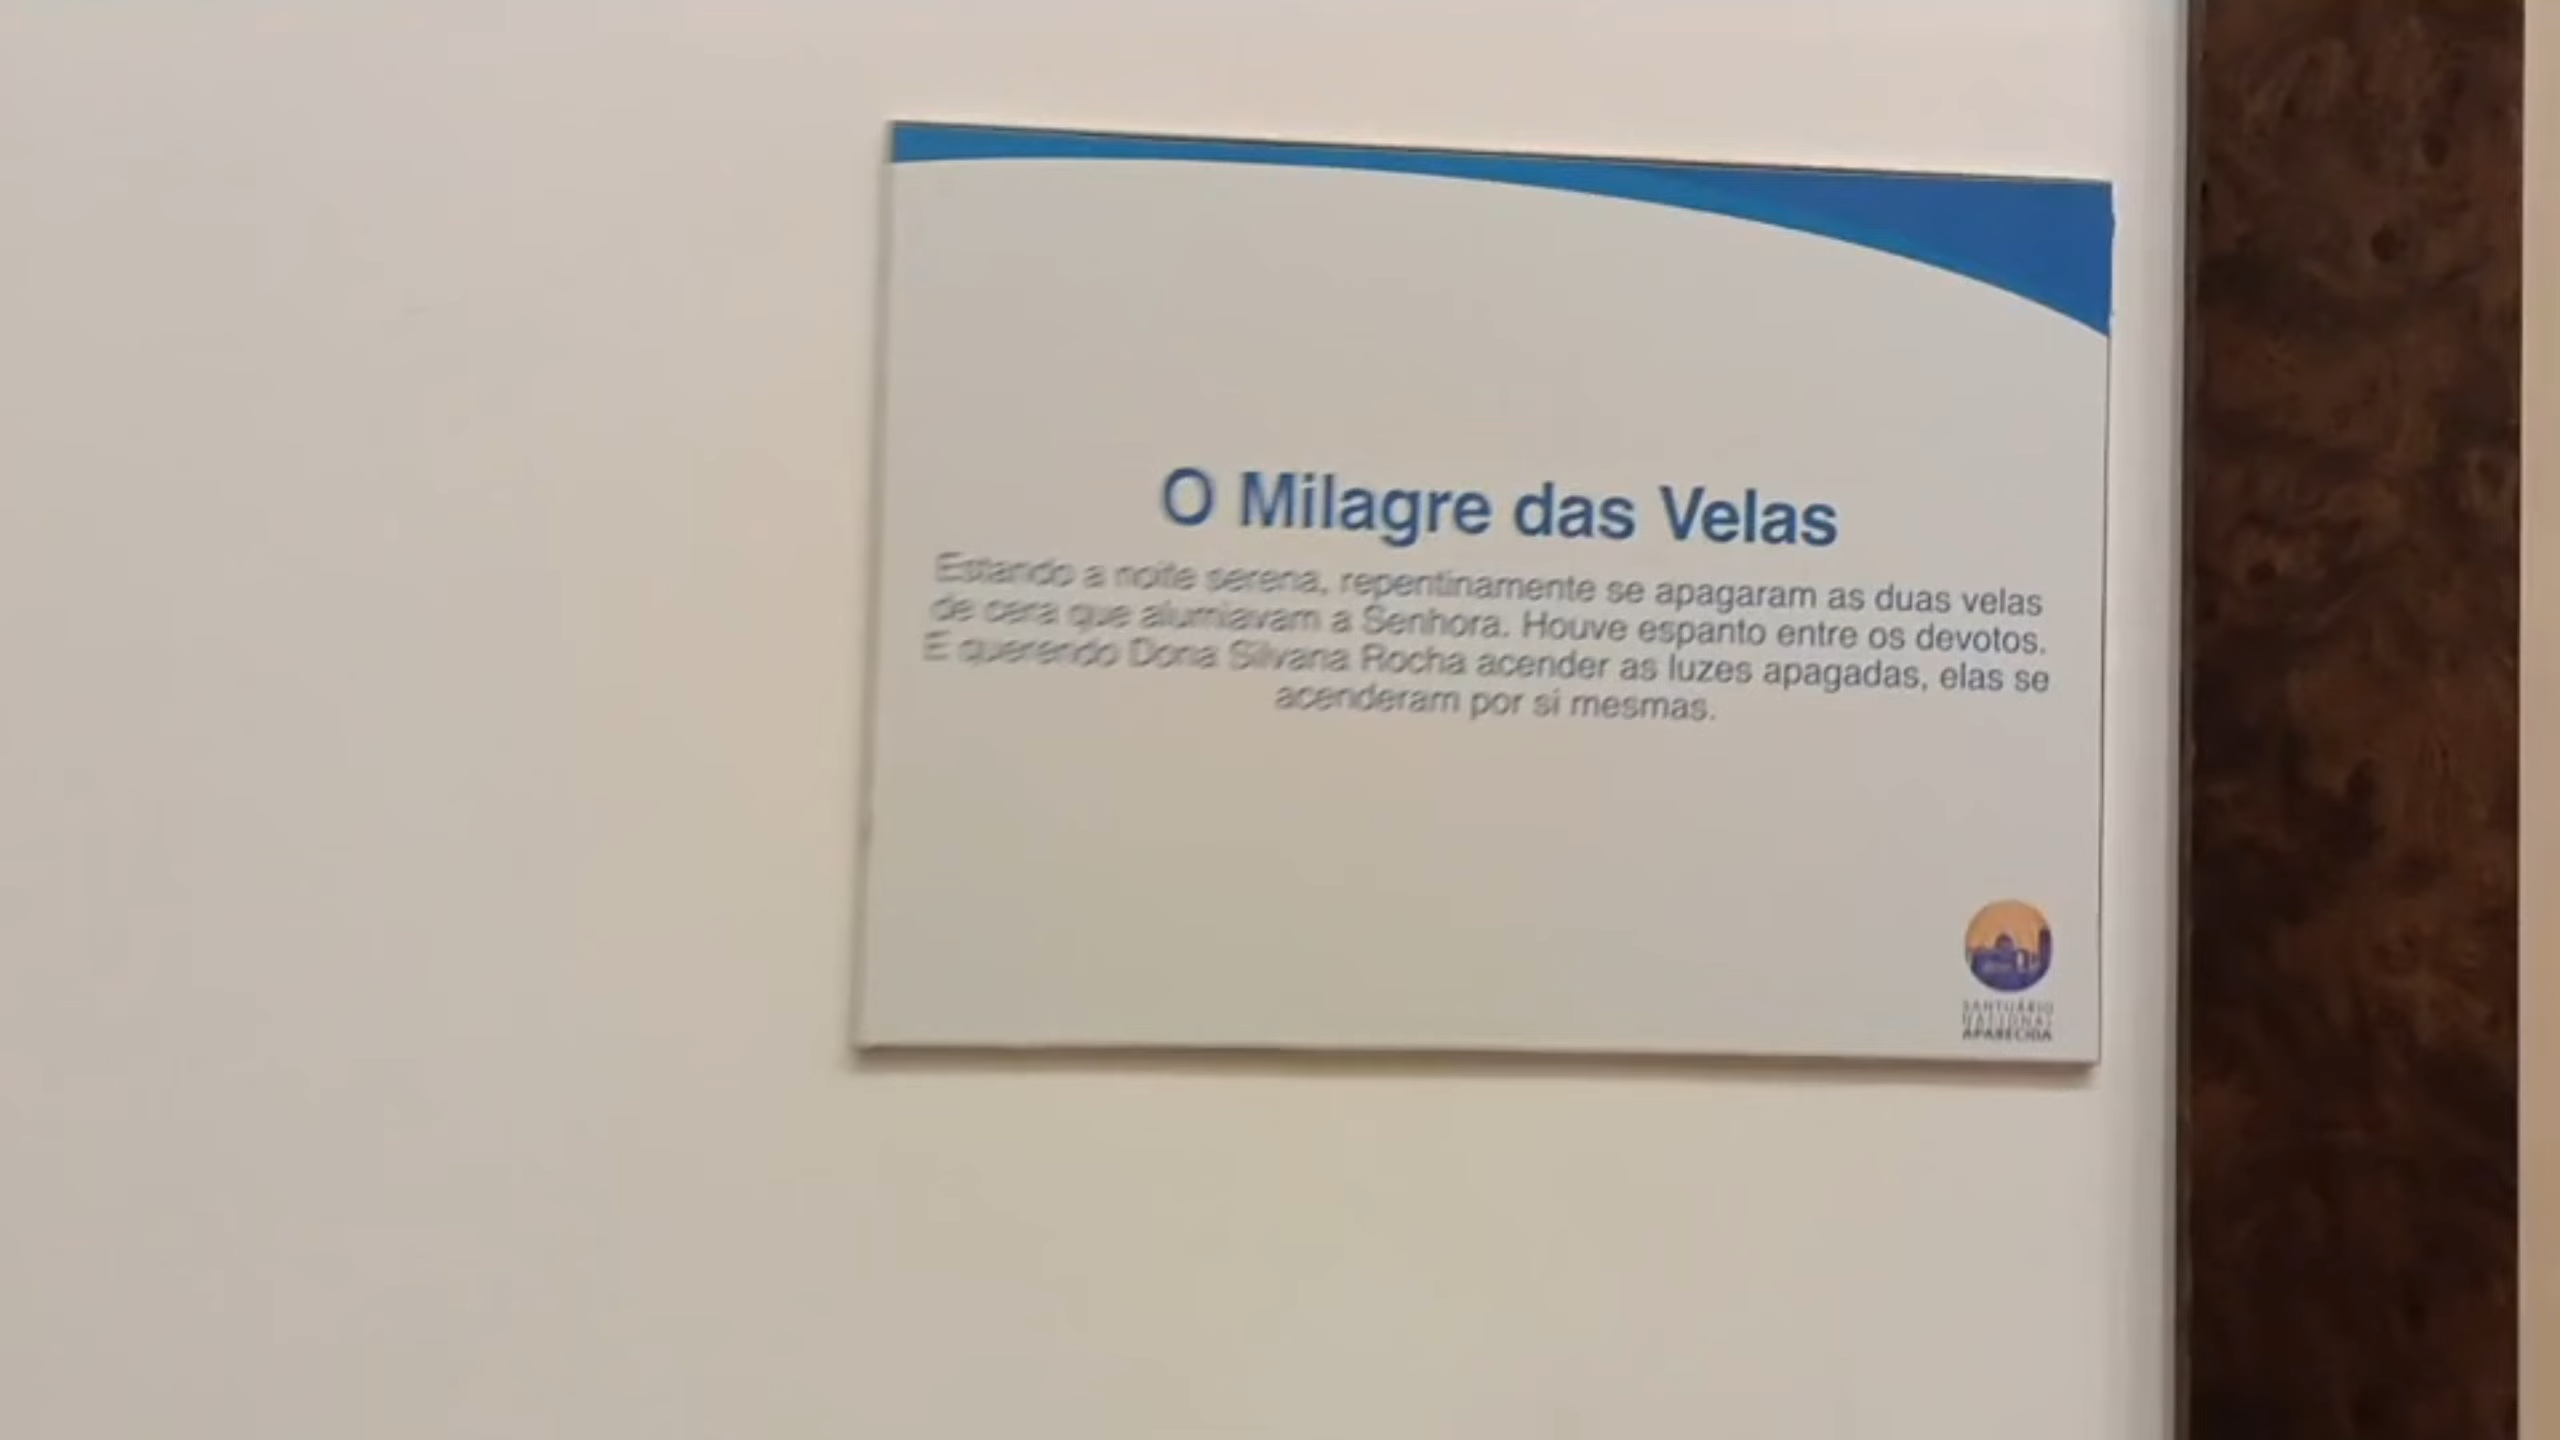 O Milagre das Velas
Estando a noite serena, repentinamente se apagaram as duas velas
de cera que alumiavam a Senhora. Houve espanto entre os devotos.
E querendo Dona Silvana Rocha acender as luzes apagadas, elas se
acenderam por si mesmas.
SANTUÁRIO
NACIONAL
APARECIDA